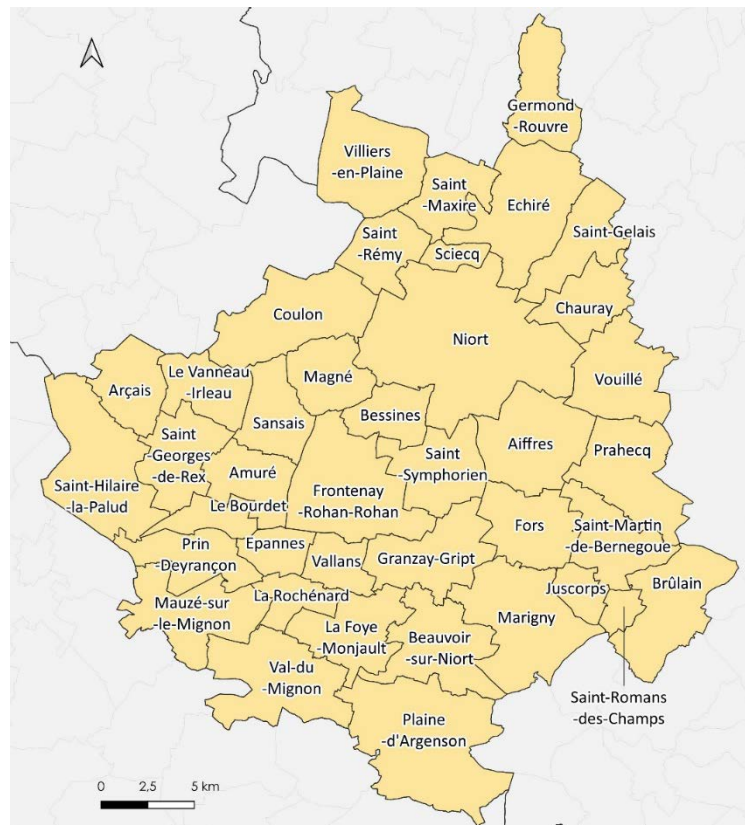 Germond
-Rouvre
Villiers
-en-Plaine
Saint
-Maxire
Echiré
Saint-Gelais
Saint
-Rémy
Sciecq
Chauray
Coulon
Niort
Vouillé
Le Vanneau
-Irleau
Magné
Arçais
Bessines
Sansais
Saint
-Georges
-de-Rex
Aiffres
Prahecq
Saint
-Symphorien
Amuré
Saint-Hilaire
-la-Palud
Frontenay
-Rohan-Rohan
Le Bourdet
Fors
Saint-Martin
-de-Bernegoue
Prin
-Deyrançon
Epannes
Vallans
Granzay-Gript
Juscorps
Brûlain
La Rochénard
Mauzé-sur
-le-Mignon
Marigny
La Foye
-Monjault
Beauvoir
-sur-Niort
Val-du
-Mignon
Saint-Romans
-des-Champs
Plaine
-d'Argenson
0 2,5 5 km